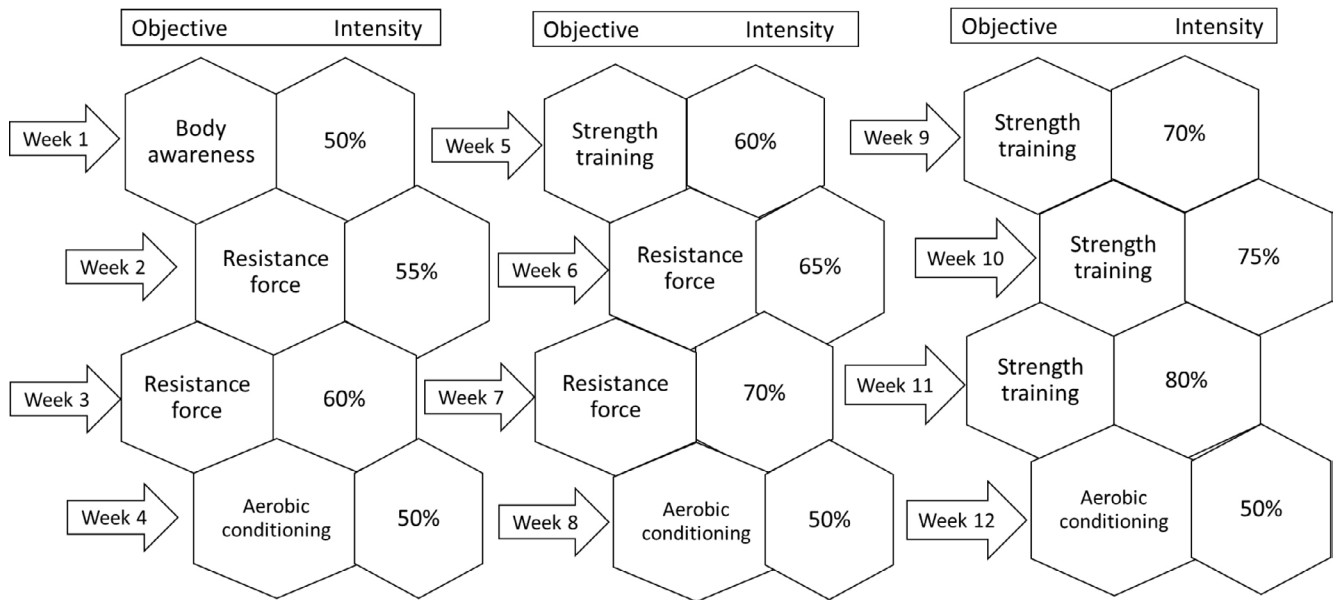 Objective Intensity
Week 1
Body
awareness
50%
Week 2
Resistance
force
55%
Week 3
Resistance
force
60%
Week 4
Aerobic
conditioning
50%
Objective Intensity
Week 5
Strength
training
60%
Week 6
Resistance
force
65%
Week 7
Resistance
force
70%
Week 8
Aerobic
conditioning
50%
Objective Intensity
Week 9
Strength
training
70%
Week 10
Strength
training
75%
Week 11
Strength
training
80%
Week 12
Aerobic
conditioning
50%